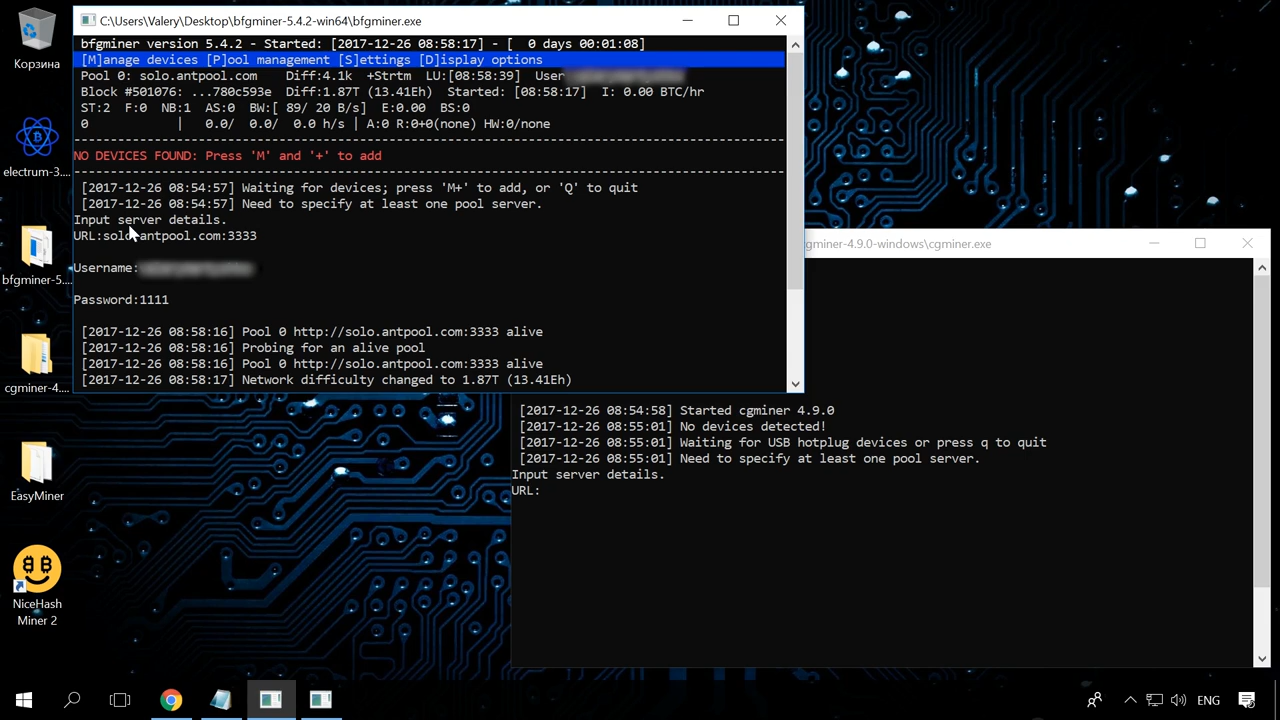 Корзина
electrum-3....
bfgminer-5....
cgminer-4....
EasyMiner
NiceHash
Miner 2
C:\Users\Valery\Desktop\bfgminer-5.4.2-win64\bfgminer.exe
bfgminer version 5.4.2 - Started: [2017-12-26 08:58:17] - [  0 days 00:01:08]
[M]anage devices [P]ool management [S]ettings [D]isplay options
Pool 0: solo.antpool.com    Diff:4.1k  +Strtm  LU:[08:58:39]  User
Block #501076: ...780c593e  Diff:1.87T (13.41Eh)  Started: [08:58:17]  I: 0.00 BTC/hr
ST:2  F:0  NB:1  AS:0  BW:[ 89/ 20 B/s]  E:0.00  BS:0
0            |   0.0/  0.0/  0.0 h/s | A:0 R:0+0(none) HW:0/none
NO DEVICES FOUND: Press 'M' and '+' to add
[2017-12-26 08:54:57] Waiting for devices; press 'M+' to add, or 'Q' to quit
[2017-12-26 08:54:57] Need to specify at least one pool server.
Input server details.
URL:solo.antpool.com:3333
Username:
Password:1111
[2017-12-26 08:58:16] Pool 0 http://solo.antpool.com:3333 alive
[2017-12-26 08:58:16] Probing for an alive pool
[2017-12-26 08:58:16] Pool 0 http://solo.antpool.com:3333 alive
[2017-12-26 08:58:17] Network difficulty changed to 1.87T (13.41Eh)
gminer-4.9.0-windows\cgminer.exe
[2017-12-26 08:54:58] Started cgminer 4.9.0
[2017-12-26 08:55:01] No devices detected!
[2017-12-26 08:55:01] Waiting for USB hotplug devices or press q to quit
[2017-12-26 08:55:01] Need to specify at least one pool server.
Input server details.
URL:
ENG